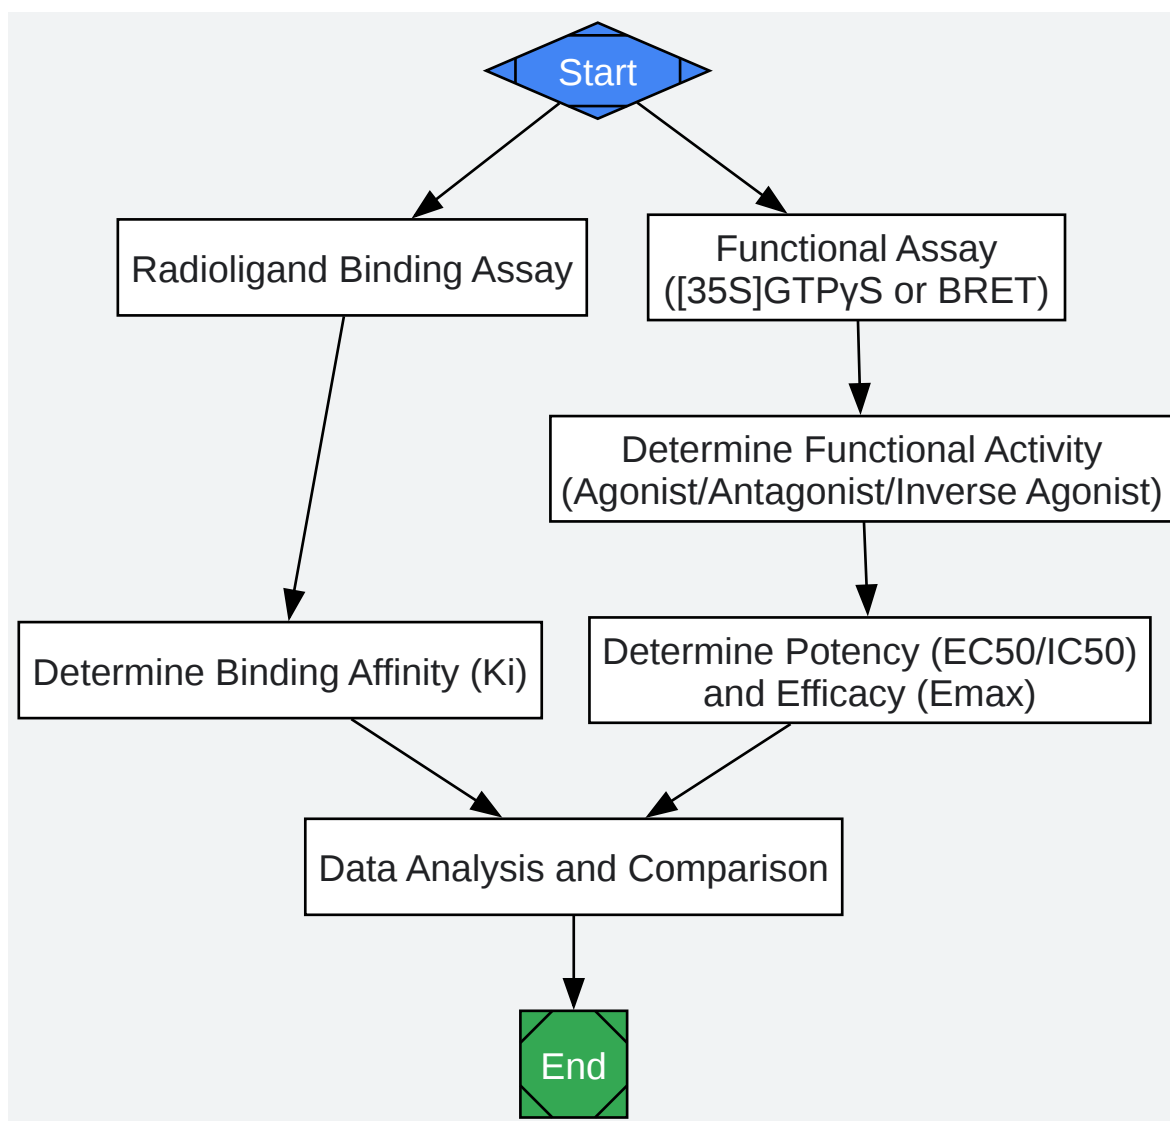 Start
Radioligand Binding Assay
Functional Assay
([35S]GTPγS or BRET)
Determine Functional Activity
(Agonist/Antagonist/Inverse Agonist)
Determine Binding Affinity (Ki)
Determine Potency (EC50/IC50)
and Efficacy (Emax)
Data Analysis and Comparison
End